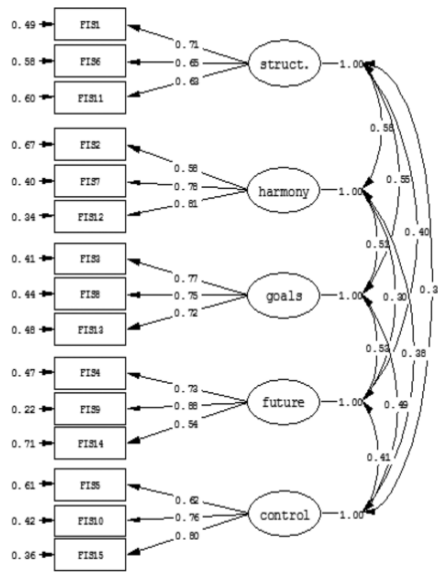 0.49 FIS1 0.71
0.58 FIS6 0.65 struct. 1.00
0.60 FIS11 0.63
0.67 FIS2 0.58
0.40 FIS7 0.78 harmony 1.00
0.34 FIS12 0.81
0.41 FIS3 0.77
0.44 FIS8 0.75 goals 1.00
0.48 FIS13 0.72
0.47 FIS4 0.73
0.22 FIS9 0.88 future 1.00
0.71 FIS14 0.54
0.61 FIS5 0.62
0.42 FIS10 0.76 control 1.00
0.36 FIS15 0.80
0.55
0.40
0.30
0.38
0.53
0.49
0.41